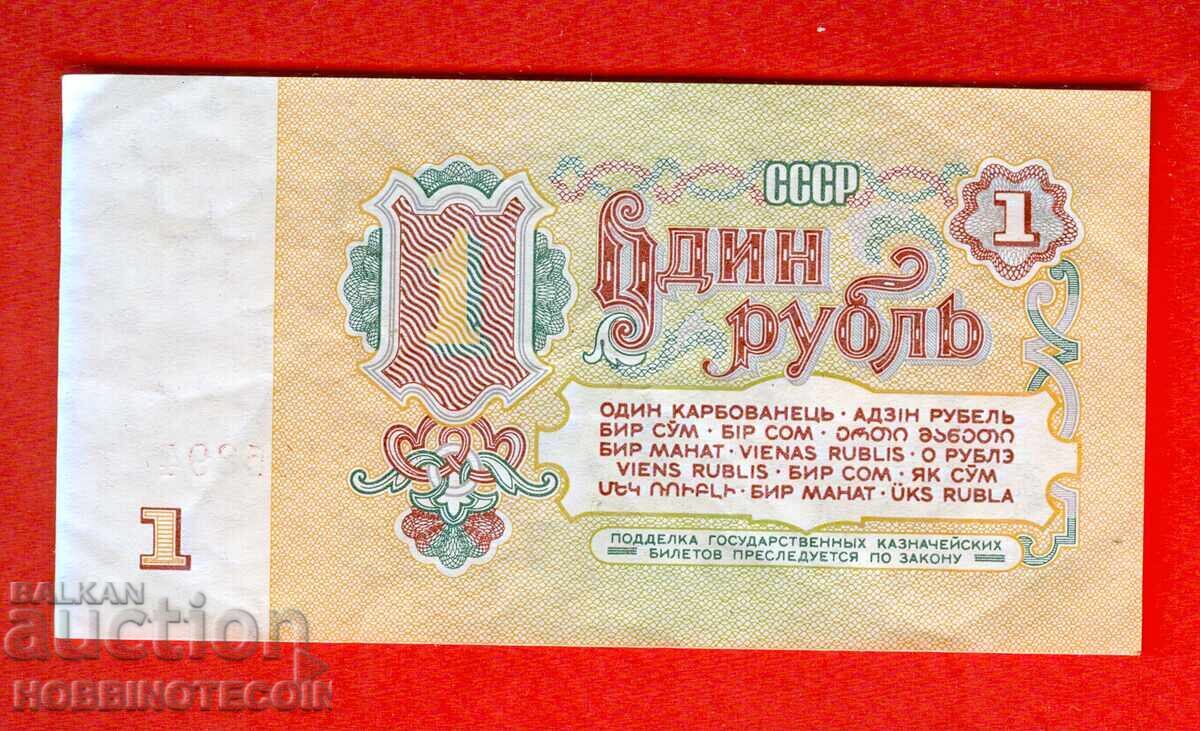 СССР
1
1
Один
рубль
ОДИН КАРБОВАНЕЦЬ · АДЗІН РУБЕЛЬ
БИР СЎМ · БІР СОМ · ერთი მანეთი
БИР МАНАТ · VIENAS RUBLIS · О РУБЛЭ
VIENS RUBLIS · БИР СОМ · ЯК СЎМ
ՄԵԿ ՌՈՒԲԼԻ · БИР МАНАТ · ÜKS RUBLA
ПОДДЕЛКА ГОСУДАРСТВЕННЫХ КАЗНАЧЕЙСКИХ
БИЛЕТОВ ПРЕСЛЕДУЕТСЯ ПО ЗАКОНУ
1
BALKAN
auction
HOBBINOTECOIN